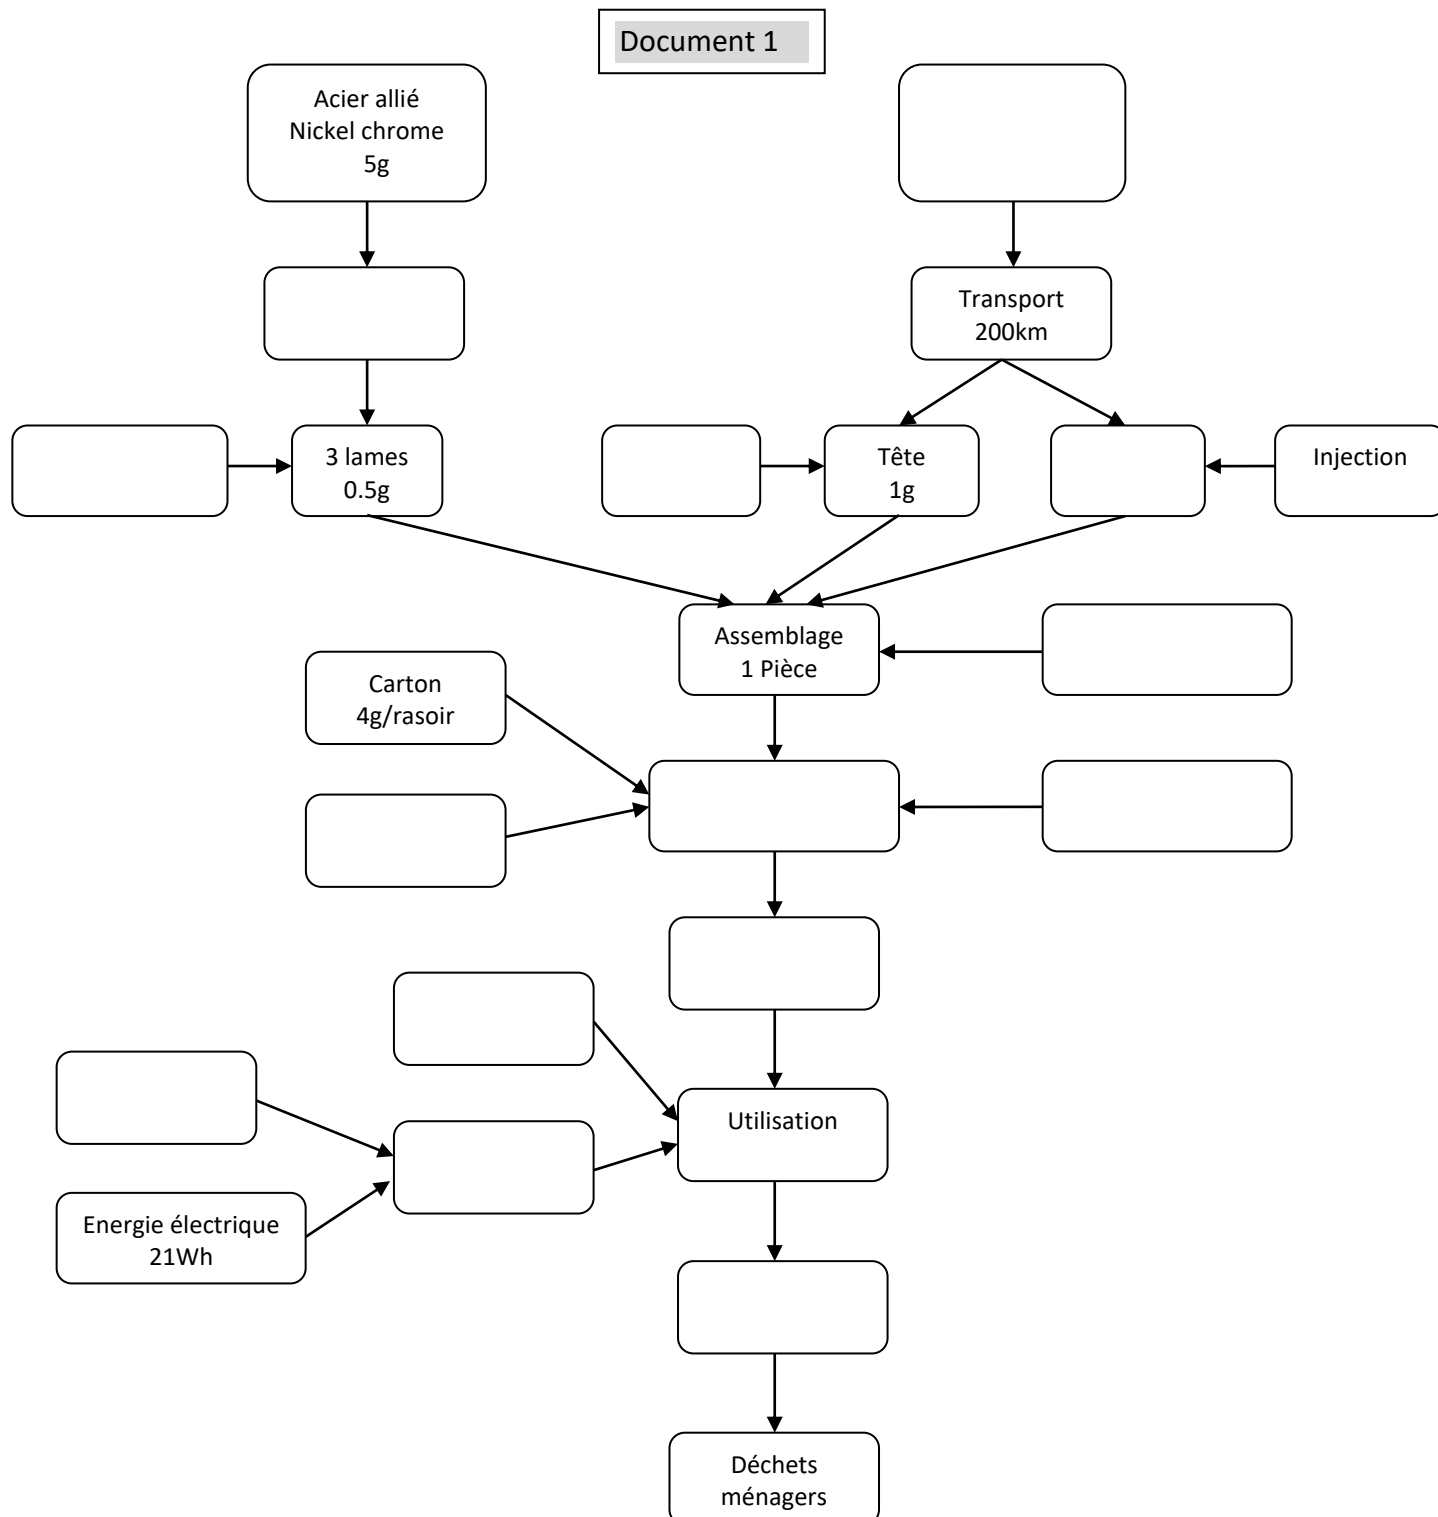 Document 1
Acier allié
Nickel chrome
5g
Transport
200km
3 lames
0.5g
Tête
1g
Injection
Assemblage
1 Pièce
Carton
4g/rasoir
Utilisation
Energie électrique
21Wh
Déchets
ménagers